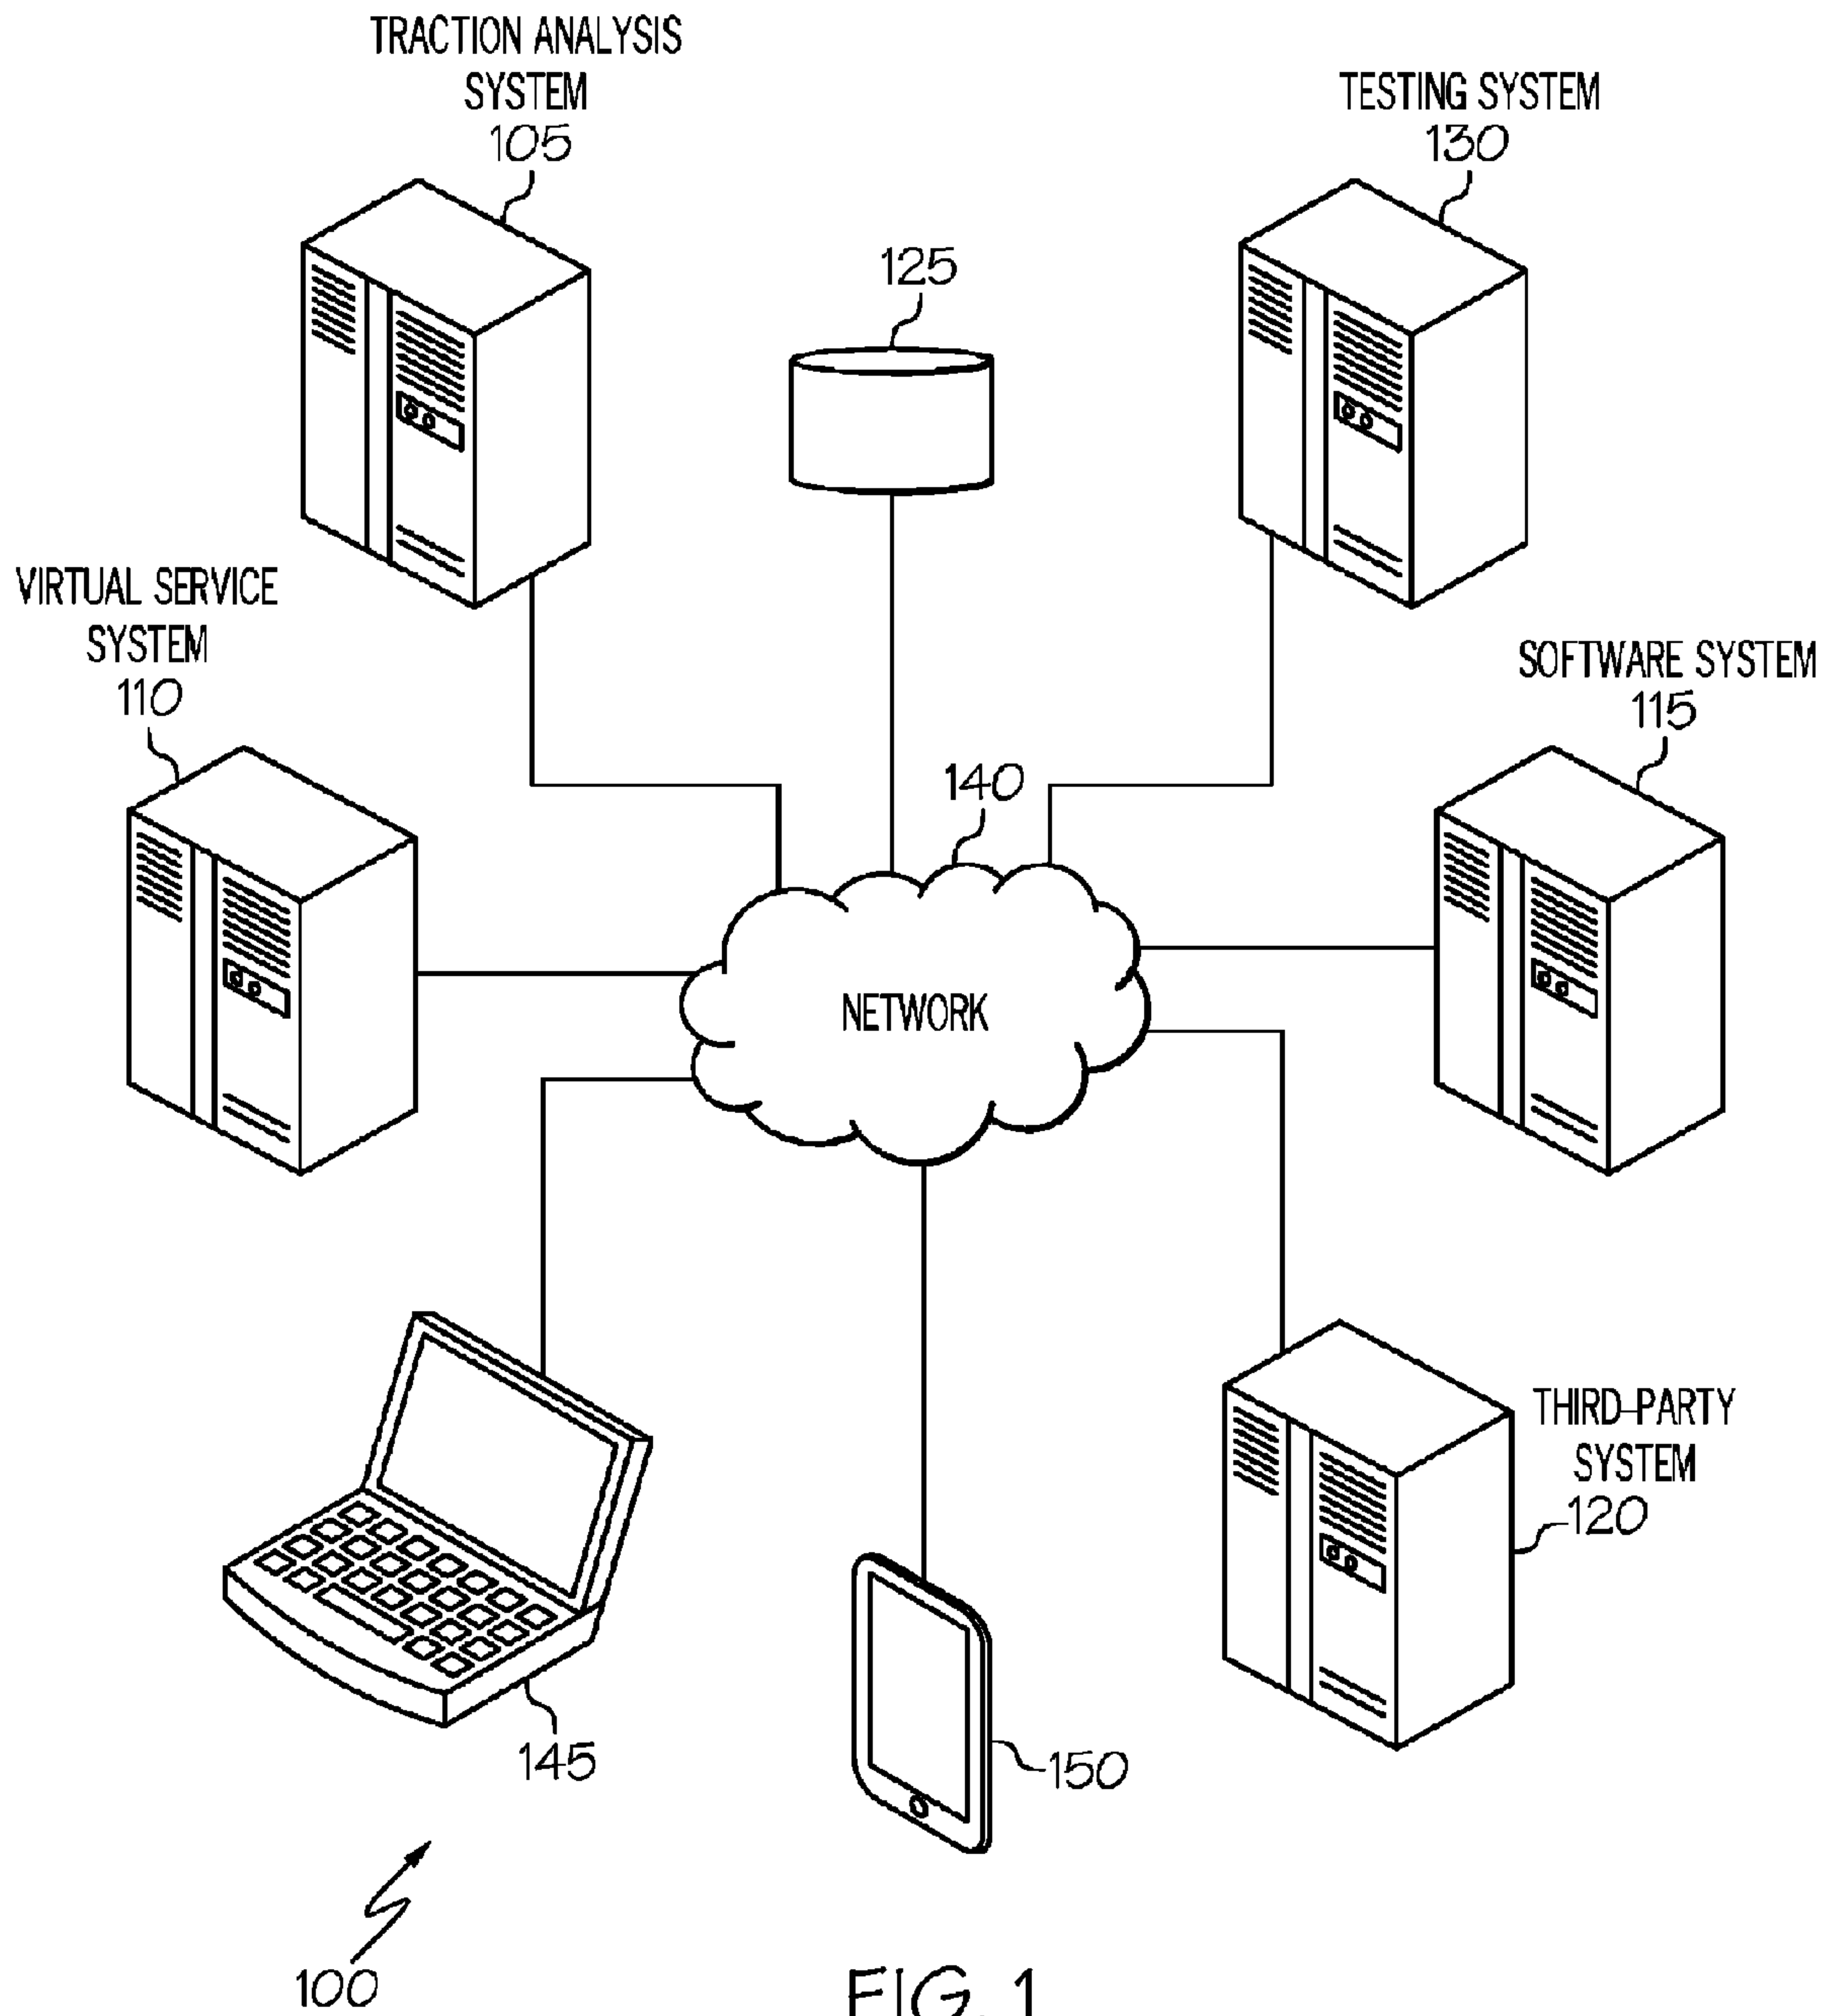 TRACTION ANALYSIS
SYSTEM
105
TESTING SYSTEM
130
125
VIRTUAL SERVICE
SYSTEM
110
SOFTWARE SYSTEM
115
140
NETWORK
THIRD-PARTY
SYSTEM
120
145
150
100
FIG. 1